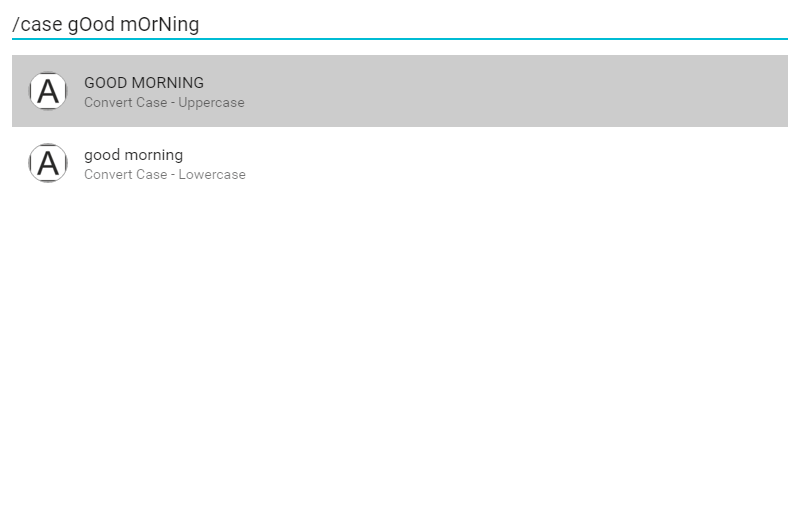 /case gOod mOrNing
A
GOOD MORNING
Convert Case - Uppercase
A
good morning
Convert Case - Lowercase